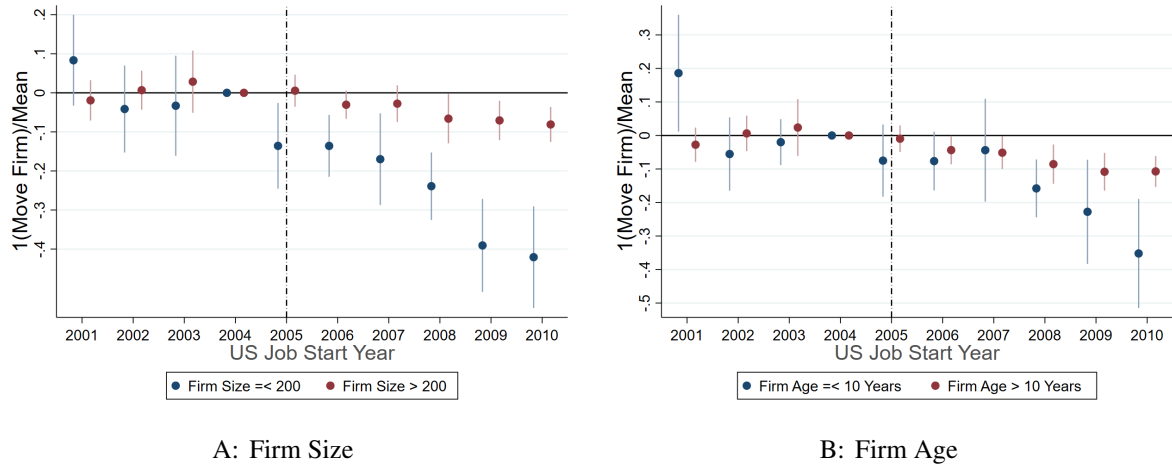 1(Move Firm)/Mean
.2
.1
0
-.1
-.2
-.3
-.4
2001 2002 2003 2004 2005 2006 2007 2008 2009 2010
US Job Start Year
Firm Size =< 200 Firm Size > 200
A: Firm Size
1(Move Firm)/Mean
.3
.2
.1
0
-.1
-.2
-.3
-.4
-.5
2001 2002 2003 2004 2005 2006 2007 2008 2009 2010
US Job Start Year
Firm Age =< 10 Years Firm Age > 10 Years
B: Firm Age